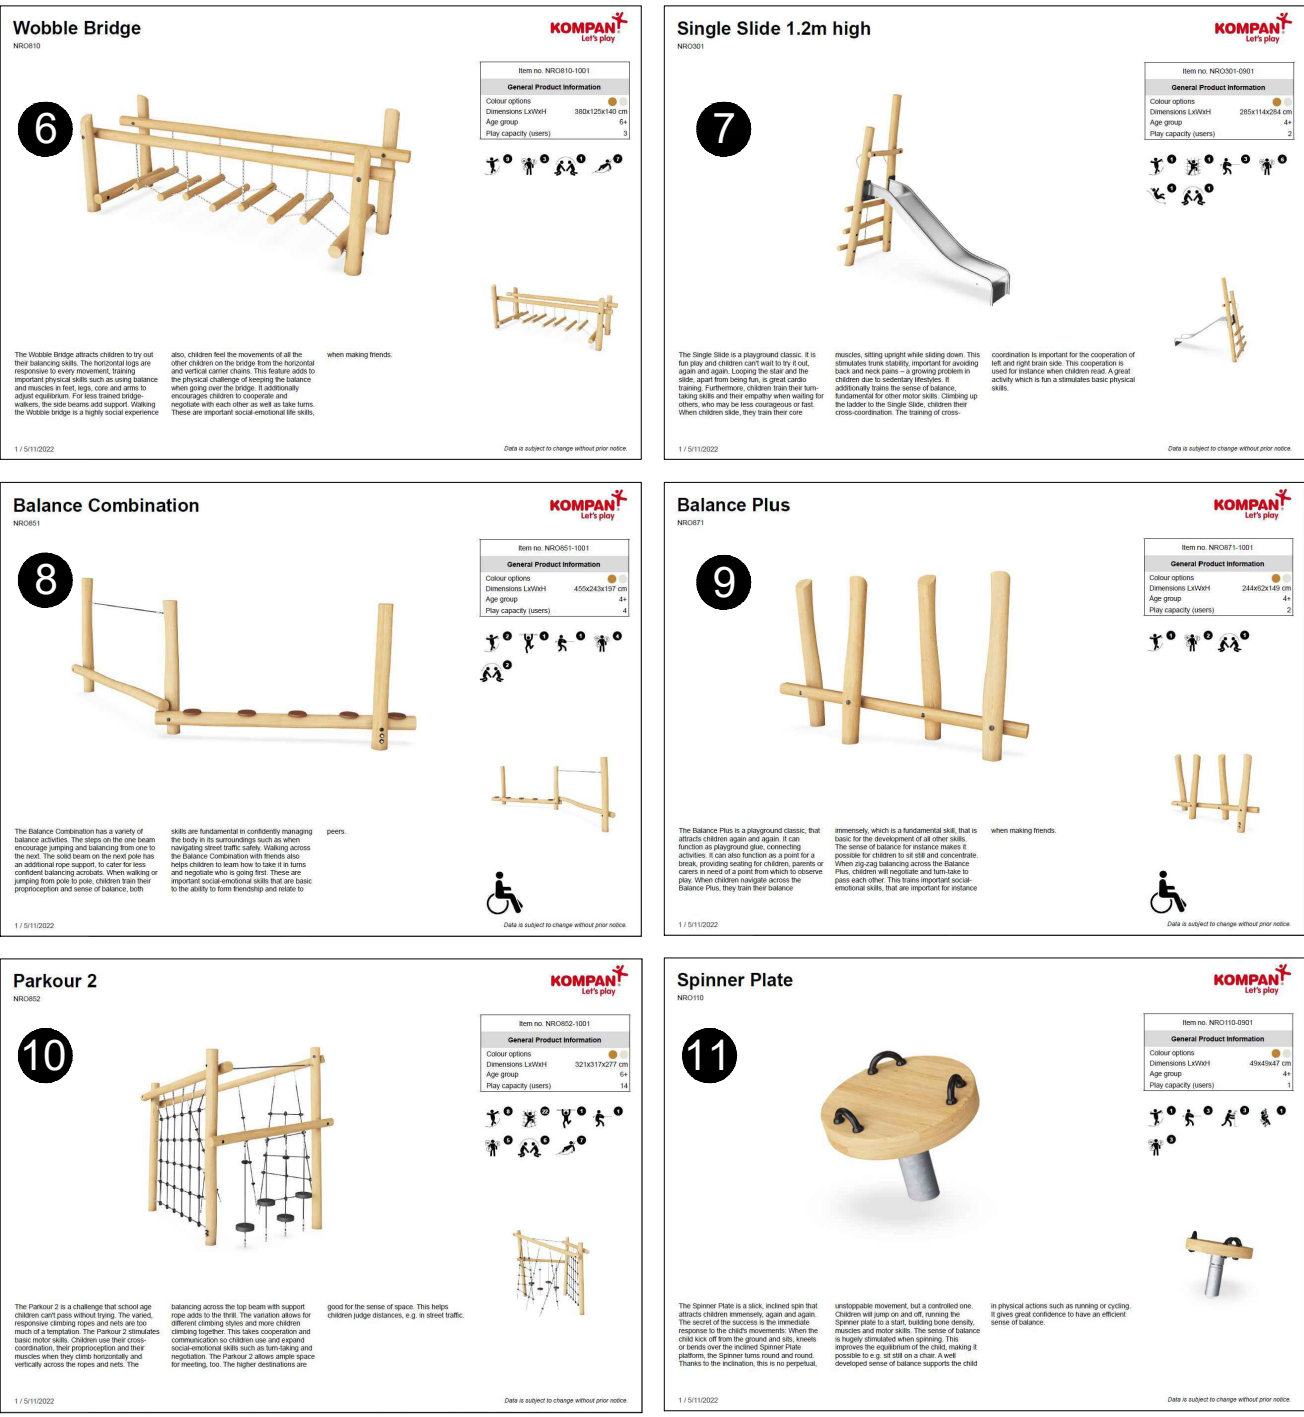 Wobble Bridge
NRO810
KOMPAN
Let's play
6
Item no. NRO810-1001
General Product Information
Colour options
Dimensions LxWxH 380x125x140 cm
Age group 6+
Play capacity (users) 3
9 3 1 7
The Wobble Bridge attracts children to try out
their balancing skills. The horizontal logs are
responsive to every movement, training
important physical skills such as using balance
and muscles in feet, legs, core and arms to
adjust equilibrium. For less trained bridge-
walkers, the side beams add support. Walking
the Wobble bridge is a highly social experience
also, children feel the movements of all the
other children on the bridge from the horizontal
and vertical carrier chains. This feature adds to
the physical challenge of keeping the balance
when going over the bridge. It additionally
encourages children to cooperate and
negotiate with each other as well as take turns.
These are important social-emotional life skills,
when making friends.
1 / 5/11/2022
Data is subject to change without prior notice.
Single Slide 1.2m high
NRO301
KOMPAN
Let's play
7
Item no. NRO301-0901
General Product Information
Colour options
Dimensions LxWxH 265x114x284 cm
Age group 4+
Play capacity (users) 2
1 1 3 6
1 1
The Single Slide is a playground classic. It is
fun play and children can't wait to try it out,
again and again. Looping the stair and the
slide, apart from being fun, is great cardio
training. Furthermore, children train their turn-
taking skills and their empathy when waiting for
others, who may be less courageous or fast.
When children slide, they train their core
muscles, sitting upright while sliding down. This
stimulates trunk stability, important for avoiding
back and neck pains – a growing problem in
children due to sedentary lifestyles. It
additionally trains the sense of balance,
fundamental for other motor skills. Climbing up
the ladder to the Single Slide, children their
cross-coordination. The training of cross-
coordination is important for the cooperation of
left and right brain side. This cooperation is
used for instance when children read. A great
activity which is fun a stimulates basic physical
skills.
1 / 5/11/2022
Data is subject to change without prior notice.
Balance Combination
NRO851
KOMPAN
Let's play
8
Item no. NRO851-1001
General Product Information
Colour options
Dimensions LxWxH 455x243x197 cm
Age group 4+
Play capacity (users) 4
2 1 1 4
2
The Balance Combination has a variety of
balance activities. The steps on the one beam
encourage jumping and balancing from one to
the next. The solid beam on the next pole has
an additional rope support, to cater for less
confident balancing acrobats. When walking or
jumping from pole to pole, children train their
proprioception and sense of balance, both
skills are fundamental in confidently managing
the body in its surroundings such as when
navigating street traffic safely. Walking across
the Balance Combination with friends also
helps children to learn how to take it in turns
and negotiate who is going first. These are
important social-emotional skills that are basic
to the ability to form friendship and relate to
peers.
1 / 5/11/2022
Data is subject to change without prior notice.
Balance Plus
NRO871
KOMPAN
Let's play
9
Item no. NRO871-1001
General Product Information
Colour options
Dimensions LxWxH 244x62x149 cm
Age group 4+
Play capacity (users) 2
1 2 1
The Balance Plus is a playground classic, that
attracts children again and again. It can
function as playground glue, connecting
activities. It can also function as a point for a
break, providing seating for children, parents or
carers in need of a point from which to observe
play. When children navigate across the
Balance Plus, they train their balance
immensely, which is a fundamental skill, that is
basic for the development of all other skills.
The sense of balance for instance makes it
possible for children to sit still and concentrate.
When zig-zag balancing across the Balance
Plus, children will negotiate and turn-take to
pass each other. This trains important social-
emotional skills, that are important for instance
when making friends.
1 / 5/11/2022
Data is subject to change without prior notice.
Parkour 2
NRO852
KOMPAN
Let's play
10
Item no. NRO852-1001
General Product Information
Colour options
Dimensions LxWxH 321x317x277 cm
Age group 6+
Play capacity (users) 14
8 22 1 1
5 6 7
The Parkour 2 is a challenge that school age
children can't pass without trying. The varied,
responsive climbing ropes and nets are too
much of a temptation. The Parkour 2 stimulates
basic motor skills. Children use their cross-
coordination, their proprioception and their
muscles when they climb horizontally and
vertically across the ropes and nets. The
balancing across the top beam with support
rope adds to the thrill. The variation allows for
different climbing styles and more children
climbing together. This takes cooperation and
communication so children use and expand
social-emotional skills such as turn-taking and
negotiation. The Parkour 2 allows ample space
for meeting, too. The higher destinations are
good for the sense of space. This helps
children judge distances, e.g. in street traffic.
1 / 5/11/2022
Data is subject to change without prior notice.
Spinner Plate
NRO110
KOMPAN
Let's play
11
Item no. NRO110-0901
General Product Information
Colour options
Dimensions LxWxH 49x49x47 cm
Age group 4+
Play capacity (users) 1
1 3 3 1
3
The Spinner Plate is a slick, inclined spin that
attracts children immensely, again and again.
The secret of the success is the immediate
response to the child's movements: When the
child kick off from the ground and sits, kneels
or bends over the inclined Spinner Plate
platform, the Spinner turns round and round.
Thanks to the inclination, this is no perpetual,
unstoppable movement, but a controlled one.
Children will jump on and off, running the
Spinner plate to a start, building bone density,
muscles and motor skills. The sense of balance
is hugely stimulated when spinning. This
improves the equilibrium of the child, making it
possible to e.g. sit still on a chair. A well
developed sense of balance supports the child
in physical actions such as running or cycling.
It gives great confidence to have an efficient
sense of balance.
1 / 5/11/2022
Data is subject to change without prior notice.